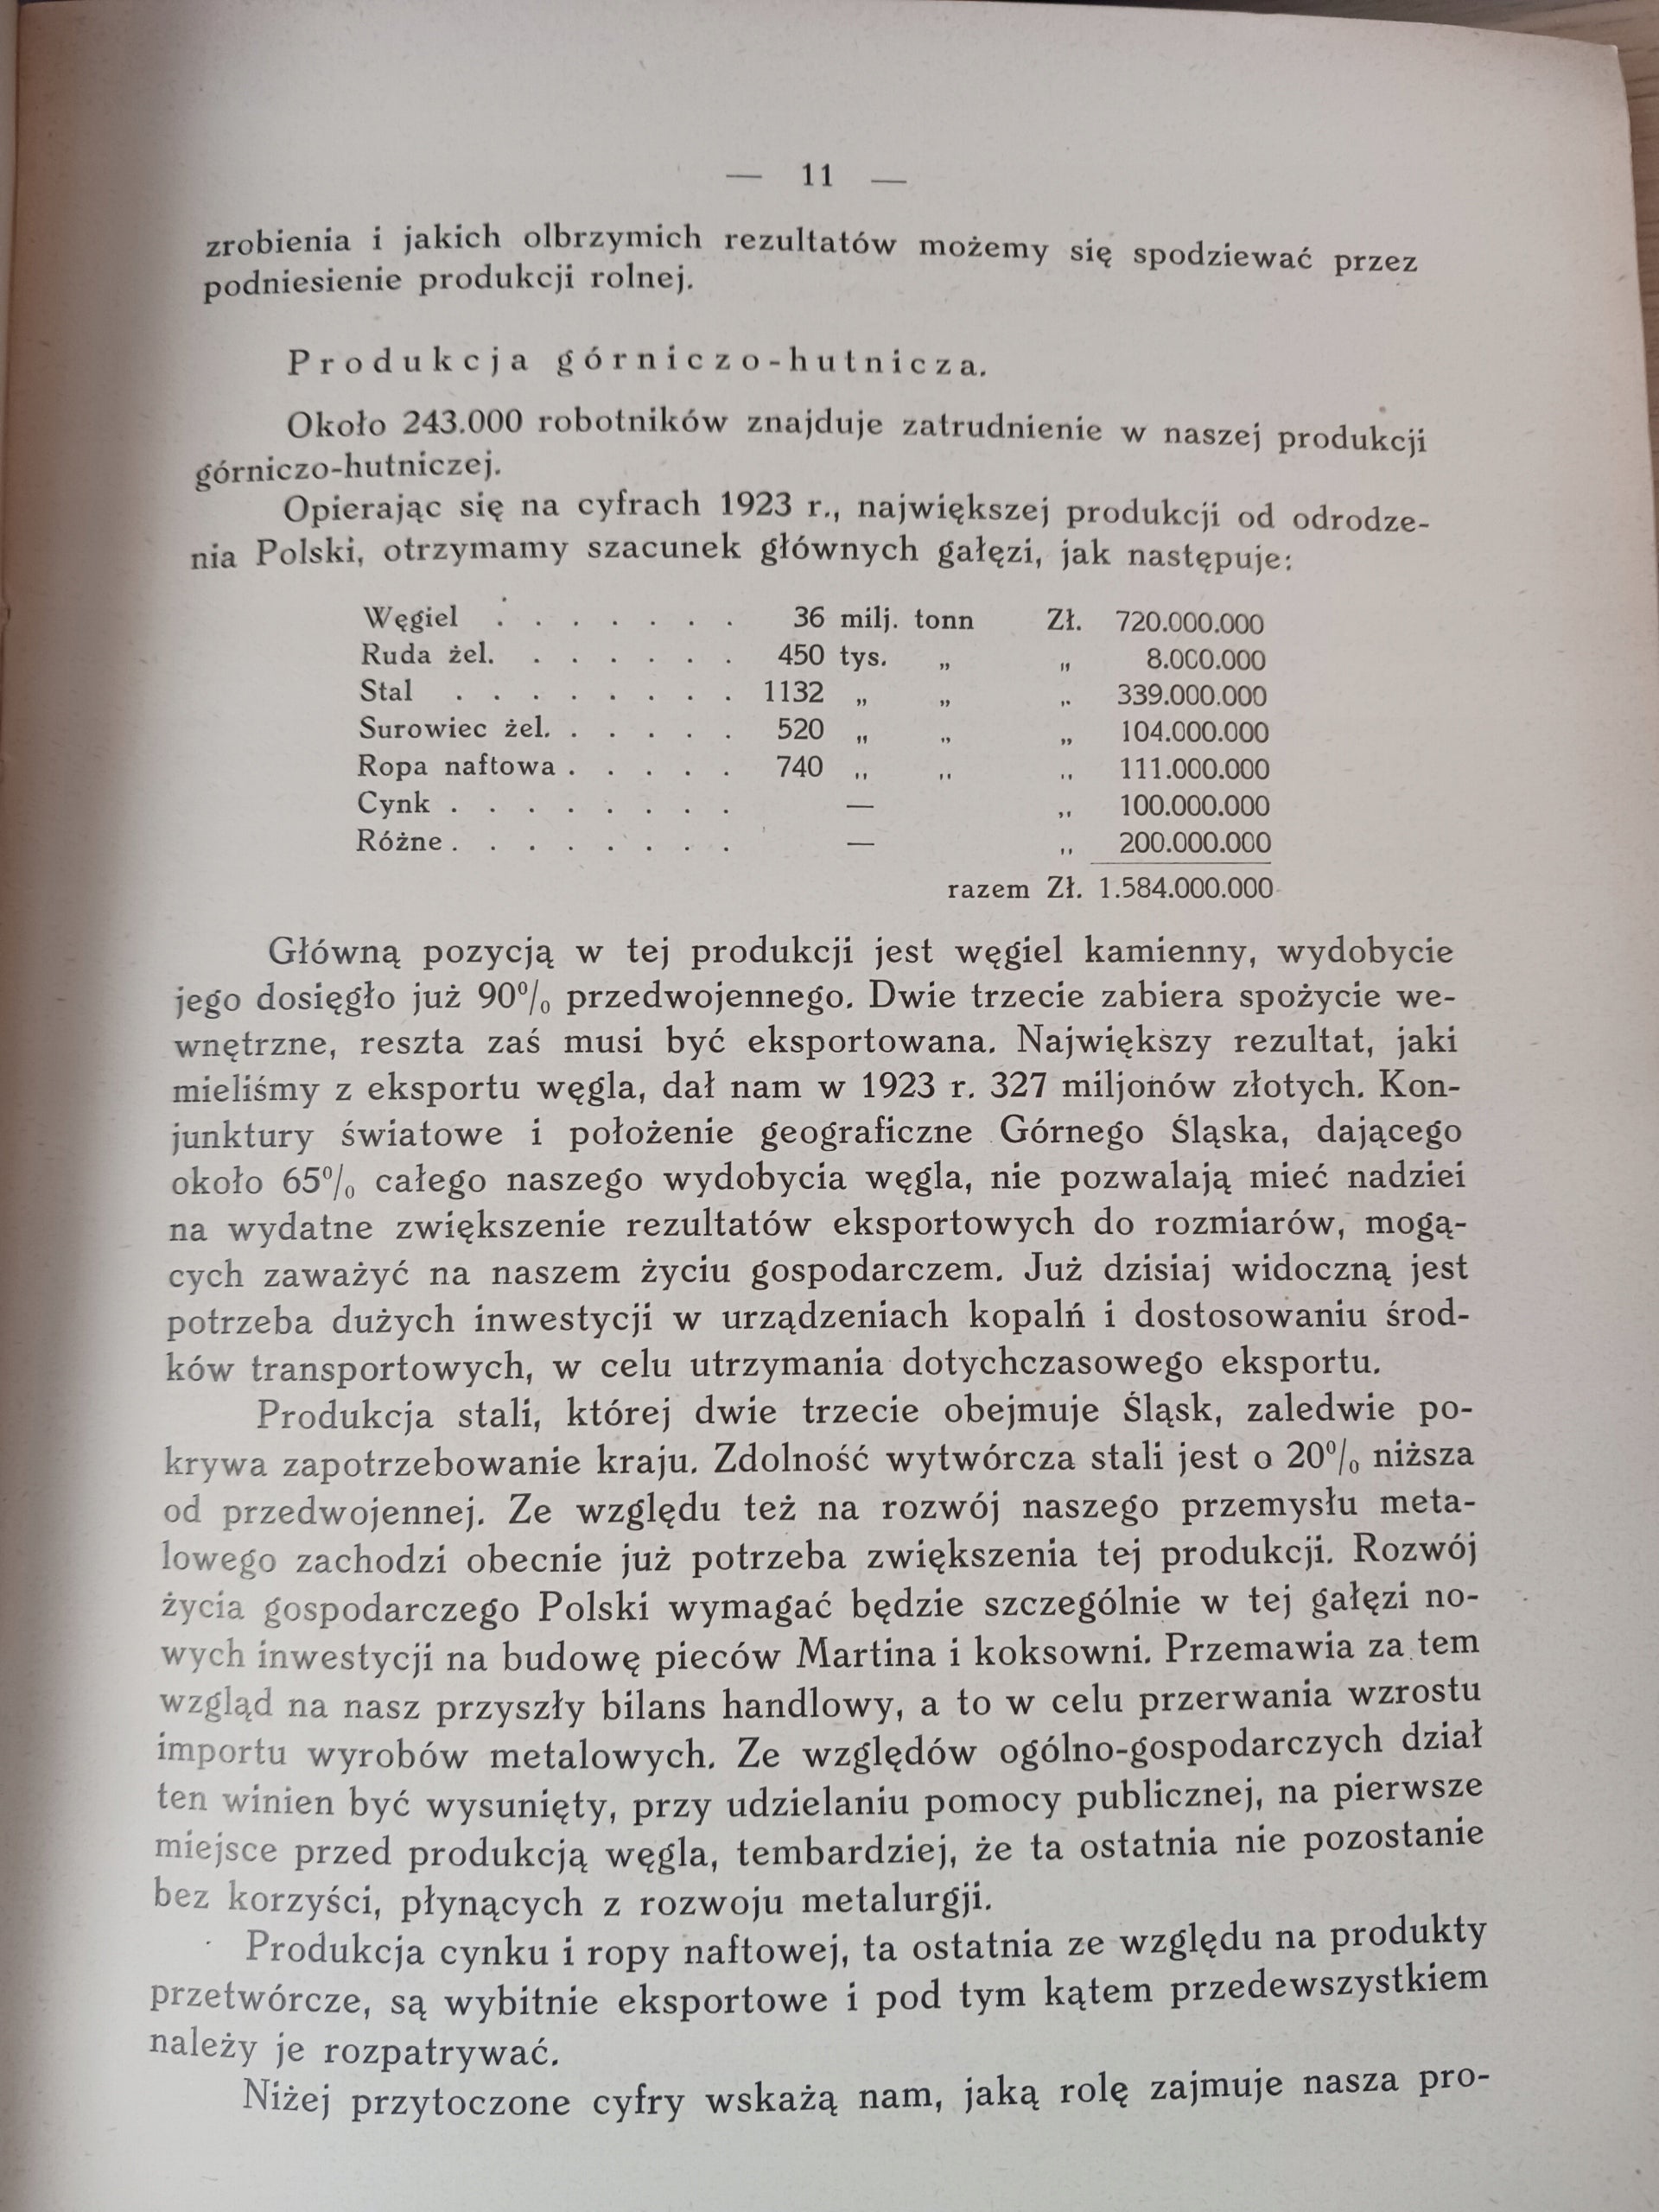 — 11 —
zrobienia i jakich olbrzymich rezultatów możemy się spodziewać przez
podniesienie produkcji rolnej.
Produkcja górniczo-hutnicza.
Około 243.000 robotników znajduje zatrudnienie w naszej produkcji
górniczo-hutniczej.
Opierając się na cyfrach 1923 r., największej produkcji od odrodze-
nia Polski, otrzymamy szacunek głównych gałęzi, jak następuje:
Węgiel . . . . . . . 36 milj. tonn Zł. 720.000.000
Ruda żel. . . . . . . 450 tys. „ „ 8.000.000
Stal . . . . . . . . 1132 „ „ „ 339.000.000
Surowiec żel. . . . . . 520 „ „ „ 104.000.000
Ropa naftowa . . . . . 740 „ „ „ 111.000.000
Cynk . . . . . . . . — „ 100.000.000
Różne . . . . . . . . — „ 200.000.000
razem Zł. 1.584.000.000
Główną pozycją w tej produkcji jest węgiel kamienny, wydobycie
jego dosięgło już 90% przedwojennego. Dwie trzecie zabiera spożycie we-
wnętrzne, reszta zaś musi być eksportowana. Największy rezultat, jaki
mieliśmy z eksportu węgla, dał nam w 1923 r. 327 miljonów złotych. Kon-
junktury światowe i położenie geograficzne Górnego Śląska, dającego
około 65% całego naszego wydobycia węgla, nie pozwalają mieć nadziei
na wydatne zwiększenie rezultatów eksportowych do rozmiarów, mogą-
cych zaważyć na naszem życiu gospodarczem. Już dzisiaj widoczną jest
potrzeba dużych inwestycji w urządzeniach kopalń i dostosowaniu środ-
ków transportowych, w celu utrzymania dotychczasowego eksportu.
Produkcja stali, której dwie trzecie obejmuje Śląsk, zaledwie po-
krywa zapotrzebowanie kraju. Zdolność wytwórcza stali jest o 20% niższa
od przedwojennej. Ze względu też na rozwój naszego przemysłu meta-
lowego zachodzi obecnie już potrzeba zwiększenia tej produkcji. Rozwój
życia gospodarczego Polski wymagać będzie szczególnie w tej gałęzi no-
wych inwestycji na budowę pieców Martina i koksowni. Przemawia za tem
wzgląd na nasz przyszły bilans handlowy, a to w celu przerwania wzrostu
importu wyrobów metalowych. Ze względów ogólno-gospodarczych dział
ten winien być wysunięty, przy udzielaniu pomocy publicznej, na pierwsze
miejsce przed produkcją węgla, tembardziej, że ta ostatnia nie pozostanie
bez korzyści, płynących z rozwoju metalurgji.
Produkcja cynku i ropy naftowej, ta ostatnia ze względu na produkty
przetwórcze, są wybitnie eksportowe i pod tym kątem przedewszystkiem
należy je rozpatrywać.
Niżej przytoczone cyfry wskażą nam, jaką rolę zajmuje nasza pro-